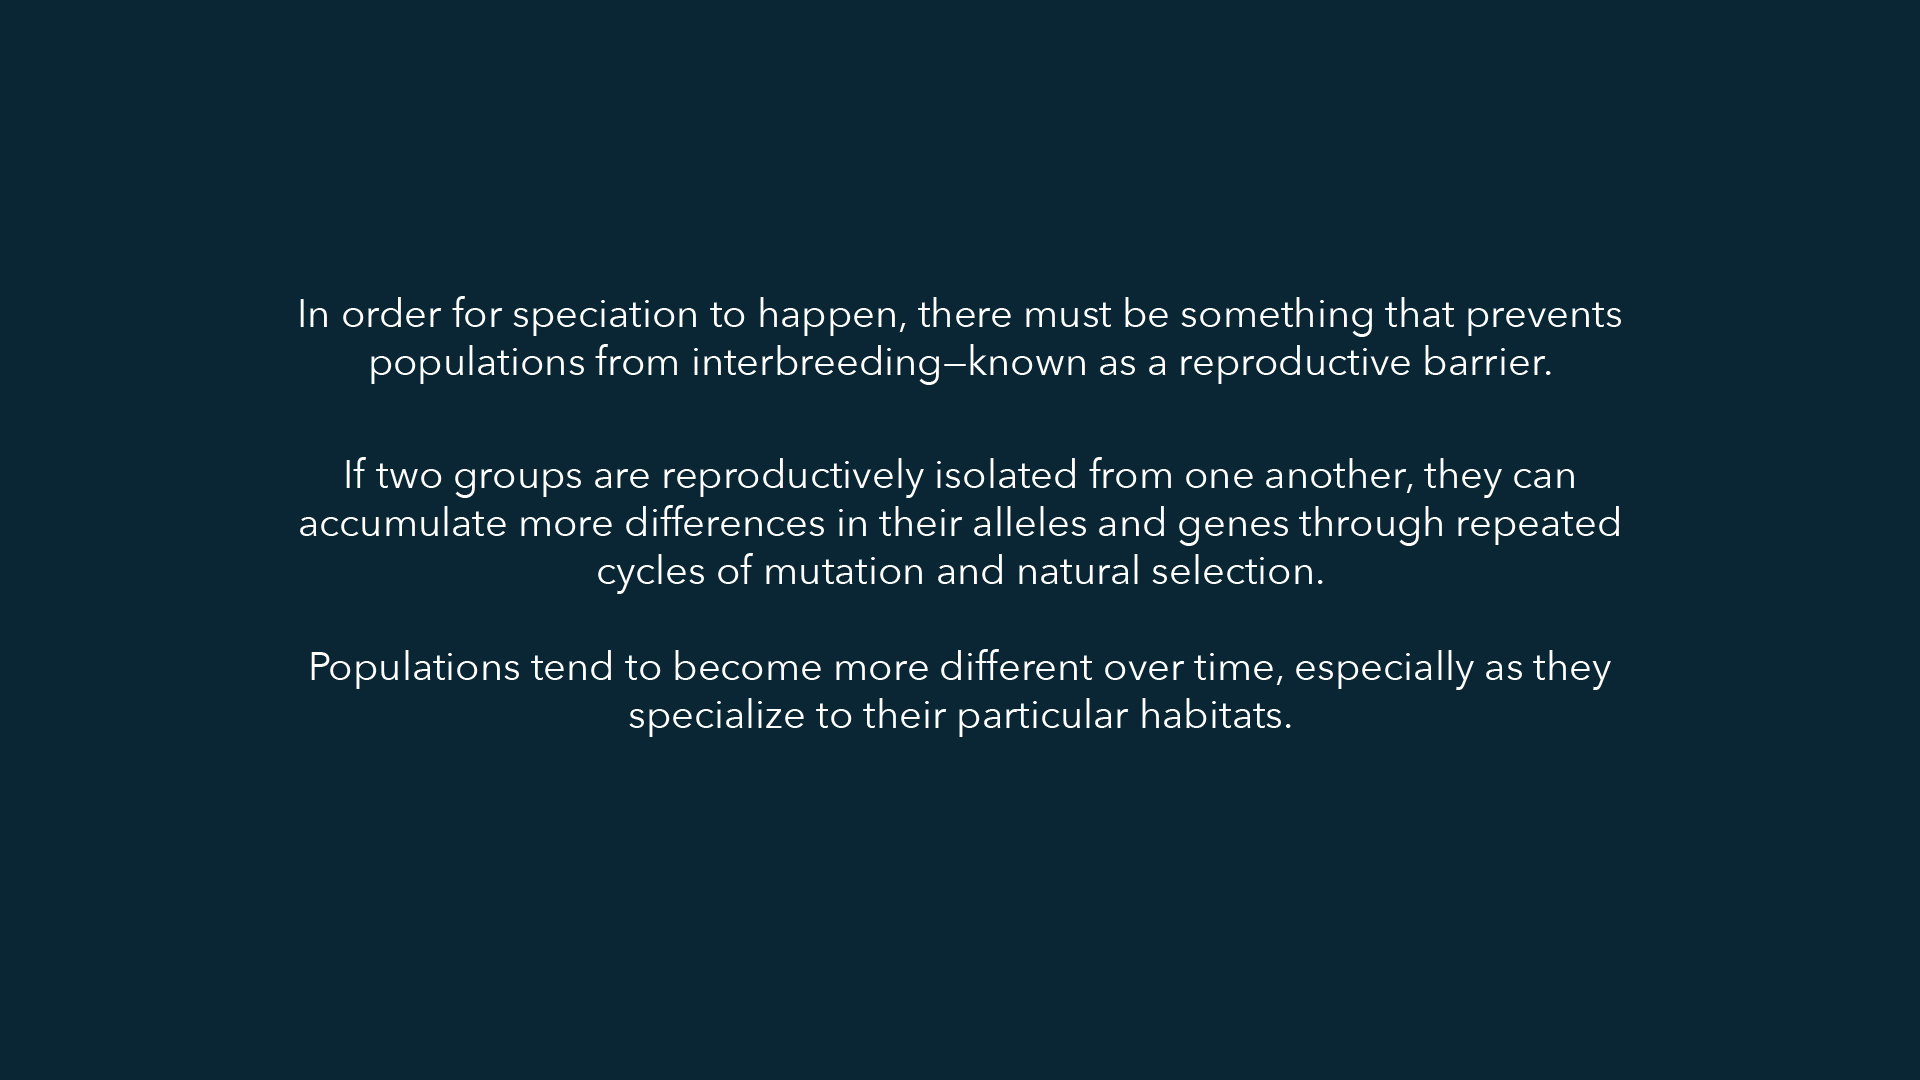 In order for speciation to happen, there must be something that prevents
populations from interbreeding—known as a reproductive barrier.
If two groups are reproductively isolated from one another, they can
accumulate more differences in their alleles and genes through repeated
cycles of mutation and natural selection.
Populations tend to become more different over time, especially as they
specialize to their particular habitats.